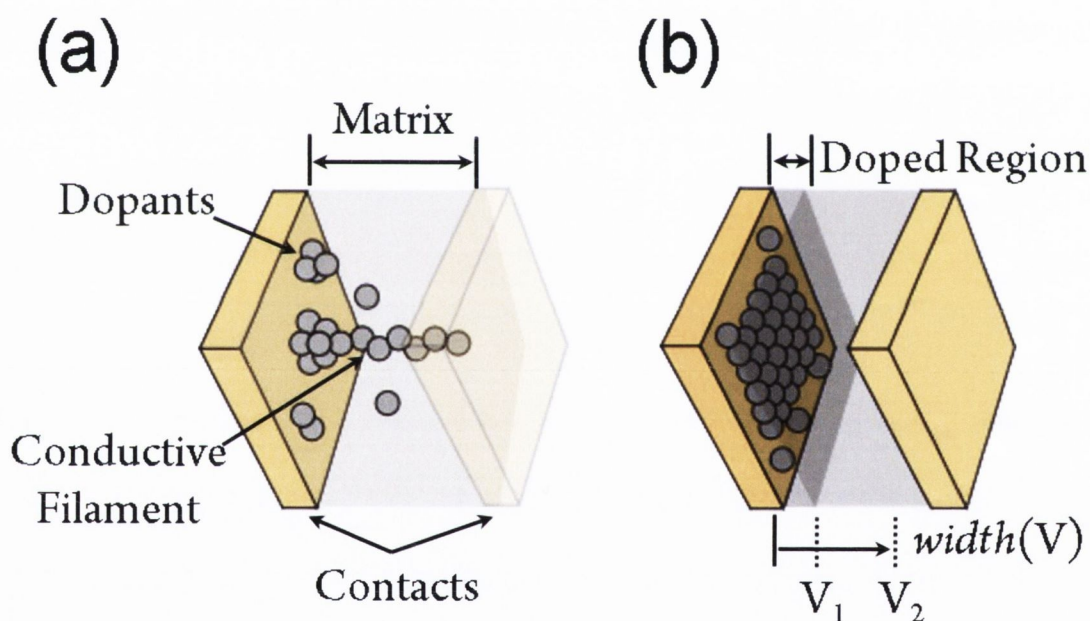 (a)
Matrix
Dopants
Conductive
Filament
Contacts
(b)
Doped Region
width(V)
V₁ V₂